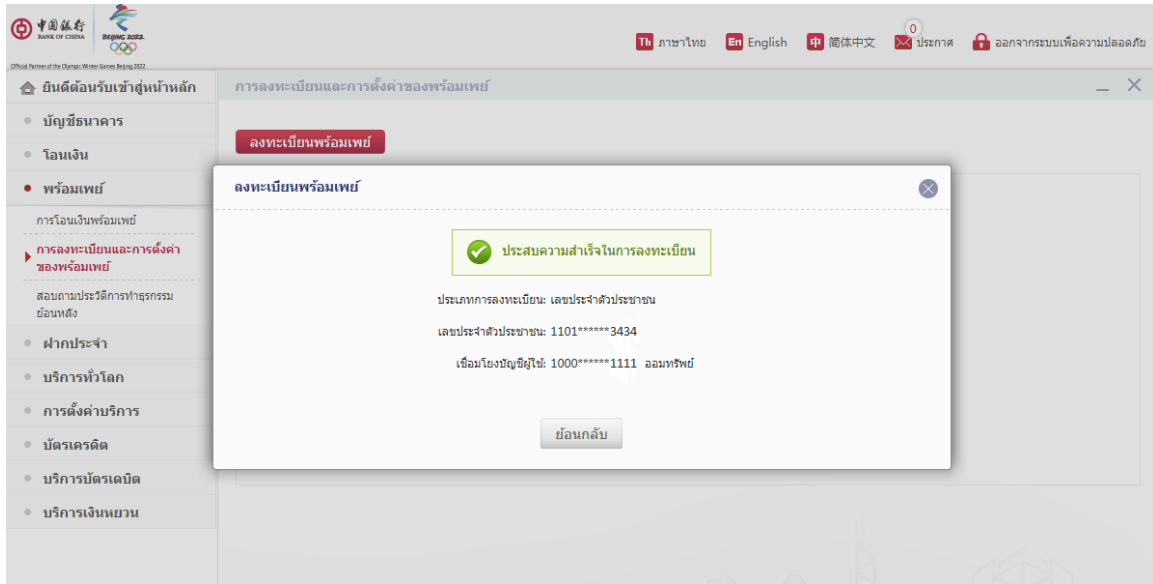 中国银行
BANK OF CHINA
BEIJING 2022
Official Partner of the Olympic Winter Games Beijing 2022
Th ภาษาไทย
En English
中 简体中文
0
ประกาศ
ออกจากระบบเพื่อความปลอดภัย
ยินดีต้อนรับเข้าสู่หน้าหลัก
การลงทะเบียนและการตั้งค่าของพร้อมเพย์
บัญชีธนาคาร
โอนเงิน
พร้อมเพย์
การโอนเงินพร้อมเพย์
การลงทะเบียนและการตั้งค่า
ของพร้อมเพย์
สอบถามประวัติการทำธุรกรรม
ย้อนหลัง
ฝากประจำ
บริการทั่วโลก
การตั้งค่าบริการ
บัตรเครดิต
บริการบัตรเดบิต
บริการเงินหยวน
ลงทะเบียนพร้อมเพย์
ลงทะเบียนพร้อมเพย์
ประสบความสำเร็จในการลงทะเบียน
ประเภทการลงทะเบียน: เลขประจำตัวประชาชน
เลขประจำตัวประชาชน: 1101******3434
เชื่อมโยงบัญชีผู้ใช้: 1000******1111 ออมทรัพย์
ย้อนกลับ